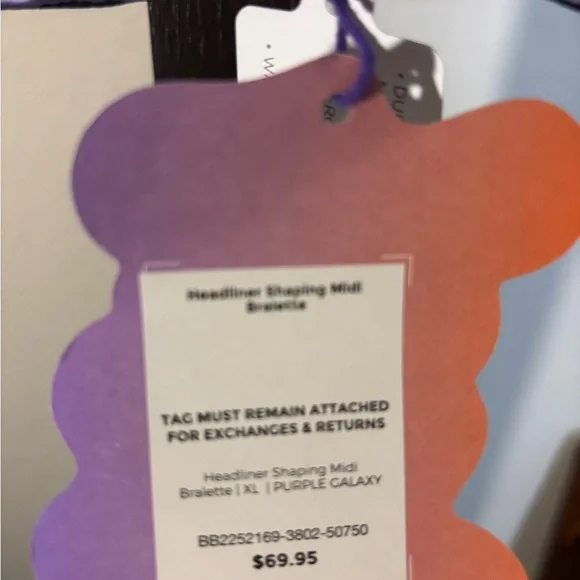 Headliner Shaping Midi
Bralette
TAG MUST REMAIN ATTACHED
FOR EXCHANGES & RETURNS
Headliner Shaping Midi
Bralette | XL | PURPLE GALAXY
BB2252169-3802-50750
$69.95